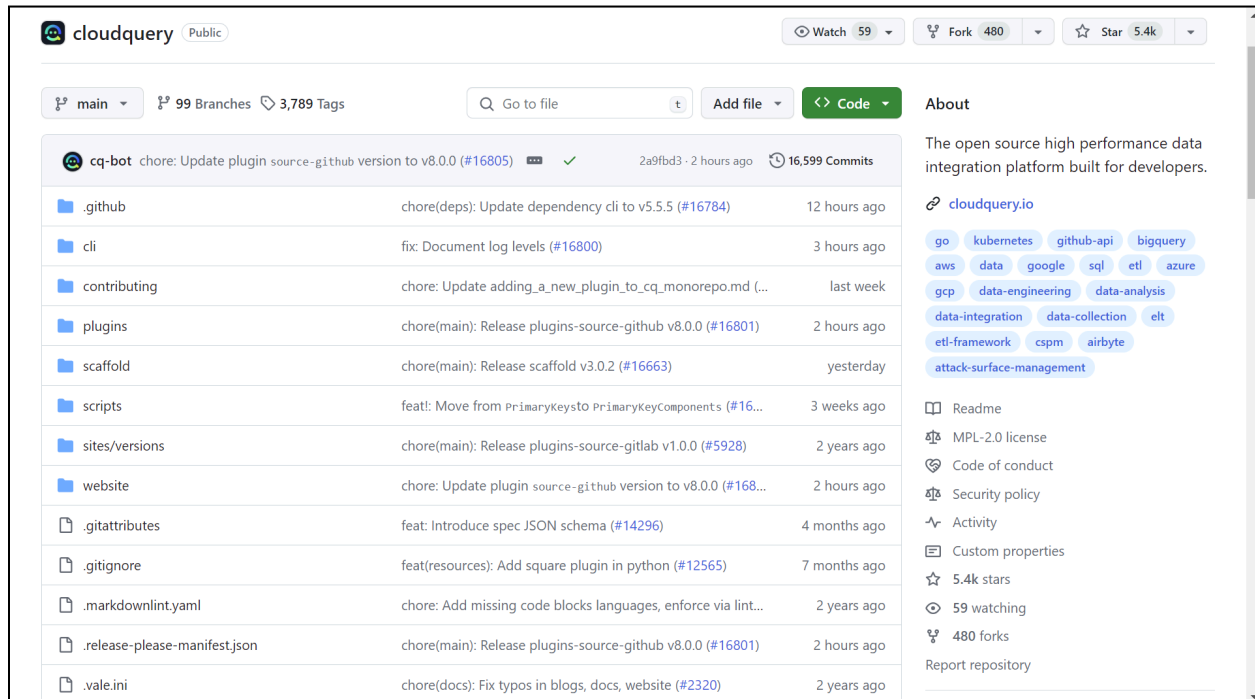 cloudquery Public
Watch 59 Fork 480 Star 5.4k
main 99 Branches 3,789 Tags Go to file t Add file <> Code
cq-bot chore: Update plugin source-github version to v8.0.0 (#16805) 2a9fbd3 · 2 hours ago 16,599 Commits
.github chore(deps): Update dependency cli to v5.5.5 (#16784) 12 hours ago
cli fix: Document log levels (#16800) 3 hours ago
contributing chore: Update adding_a_new_plugin_to_cq_monorepo.md (... last week
plugins chore(main): Release plugins-source-github v8.0.0 (#16801) 2 hours ago
scaffold chore(main): Release scaffold v3.0.2 (#16663) yesterday
scripts feat!: Move from PrimaryKeysto PrimaryKeyComponents (#16... 3 weeks ago
sites/versions chore(main): Release plugins-source-gitlab v1.0.0 (#5928) 2 years ago
website chore: Update plugin source-github version to v8.0.0 (#168... 2 hours ago
.gitattributes feat: Introduce spec JSON schema (#14296) 4 months ago
.gitignore feat(resources): Add square plugin in python (#12565) 7 months ago
.markdownlint.yaml chore: Add missing code blocks languages, enforce via lint... 2 years ago
.release-please-manifest.json chore(main): Release plugins-source-github v8.0.0 (#16801) 2 hours ago
.vale.ini chore(docs): Fix typos in blogs, docs, website (#2320) 2 years ago
About
The open source high performance data
integration platform built for developers.
cloudquery.io
go kubernetes github-api bigquery
aws data google sql etl azure
gcp data-engineering data-analysis
data-integration data-collection elt
etl-framework cspm airbyte
attack-surface-management
Readme
MPL-2.0 license
Code of conduct
Security policy
Activity
Custom properties
5.4k stars
59 watching
480 forks
Report repository